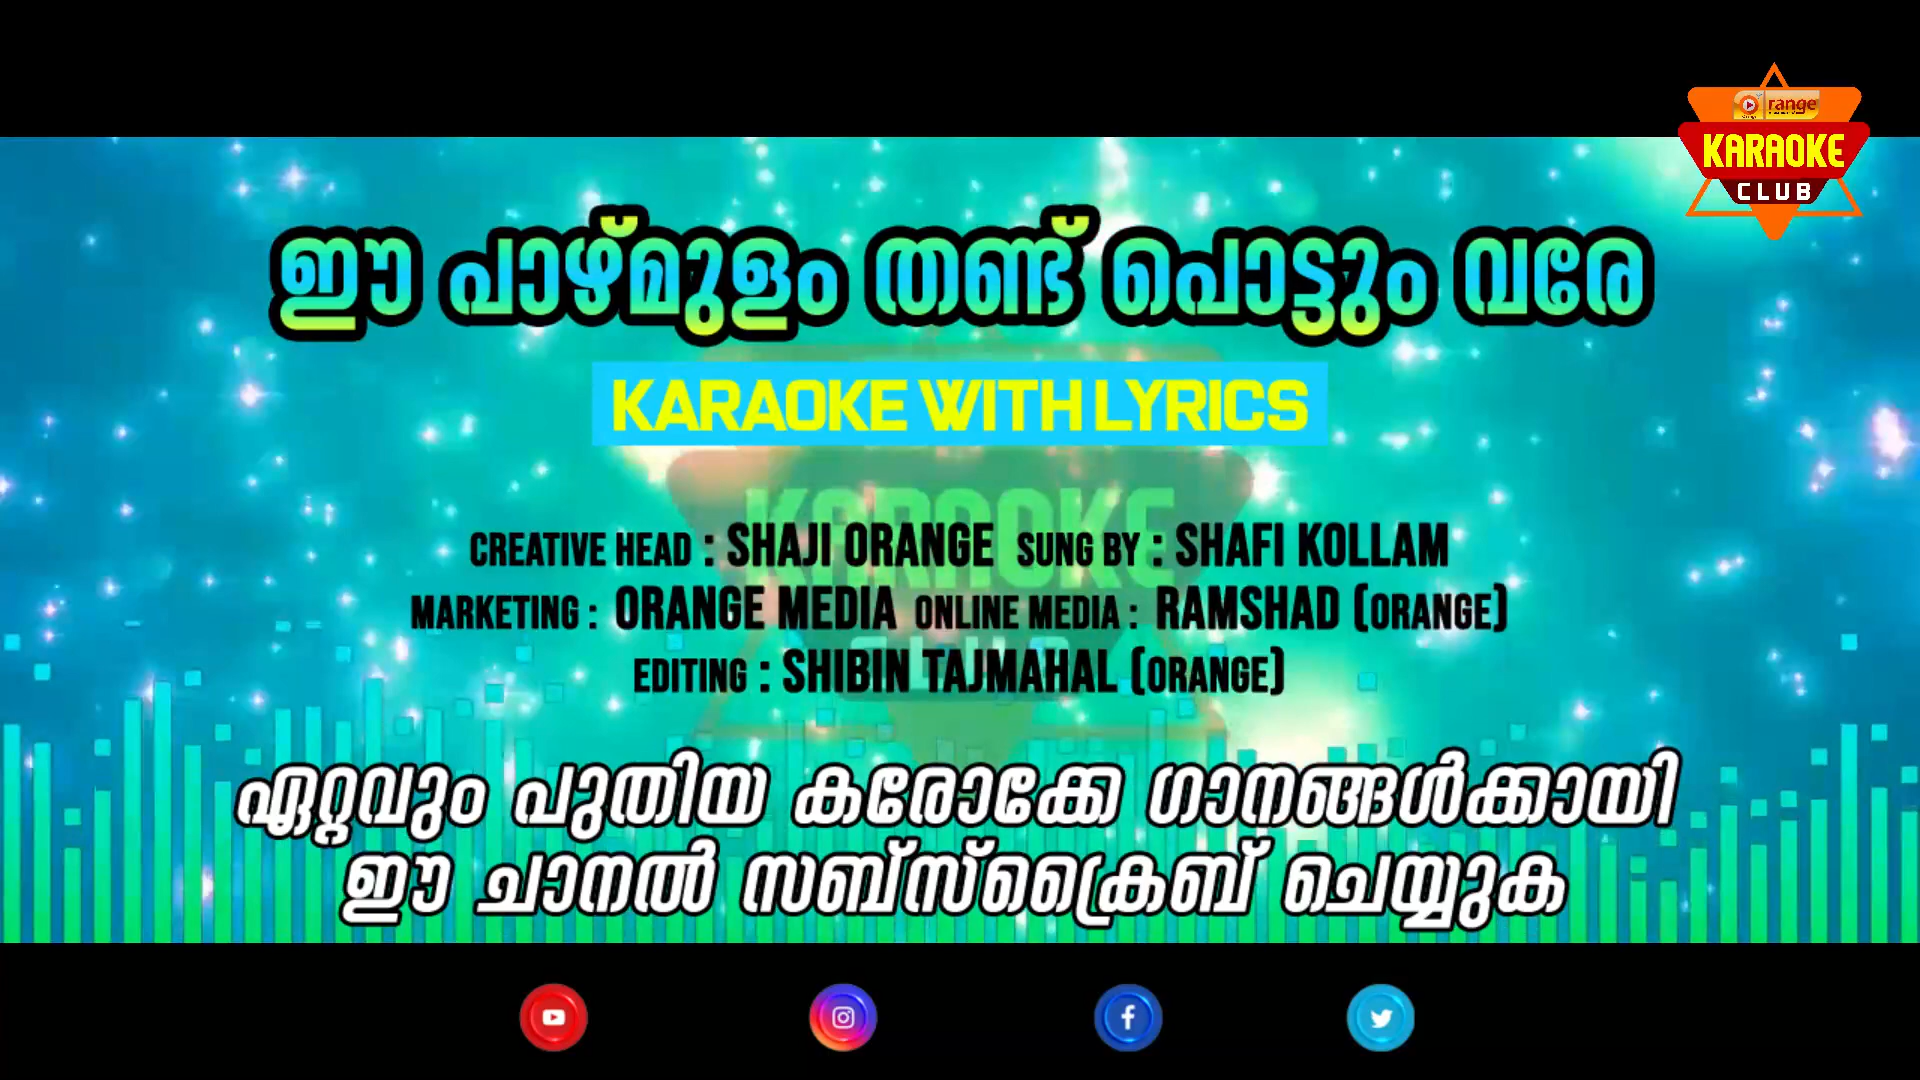 range
KARAOKE
CLUB
ഈ പാഴ്മുളം തണ്ട് പൊട്ടും വരേ
KARAOKE WITH LYRICS
CREATIVE HEAD : SHAJI ORANGE SUNG BY : SHAFI KOLLAM
MARKETING : ORANGE MEDIA ONLINE MEDIA : RAMSHAD (ORANGE)
EDITING : SHIBIN TAJMAHAL (ORANGE)
ഏറ്റവും പുതിയ കരോക്കേ ഗാനങ്ങൾക്കായി
ഈ ചാനൽ സബ്സ്ക്രൈബ് ചെയ്യുക